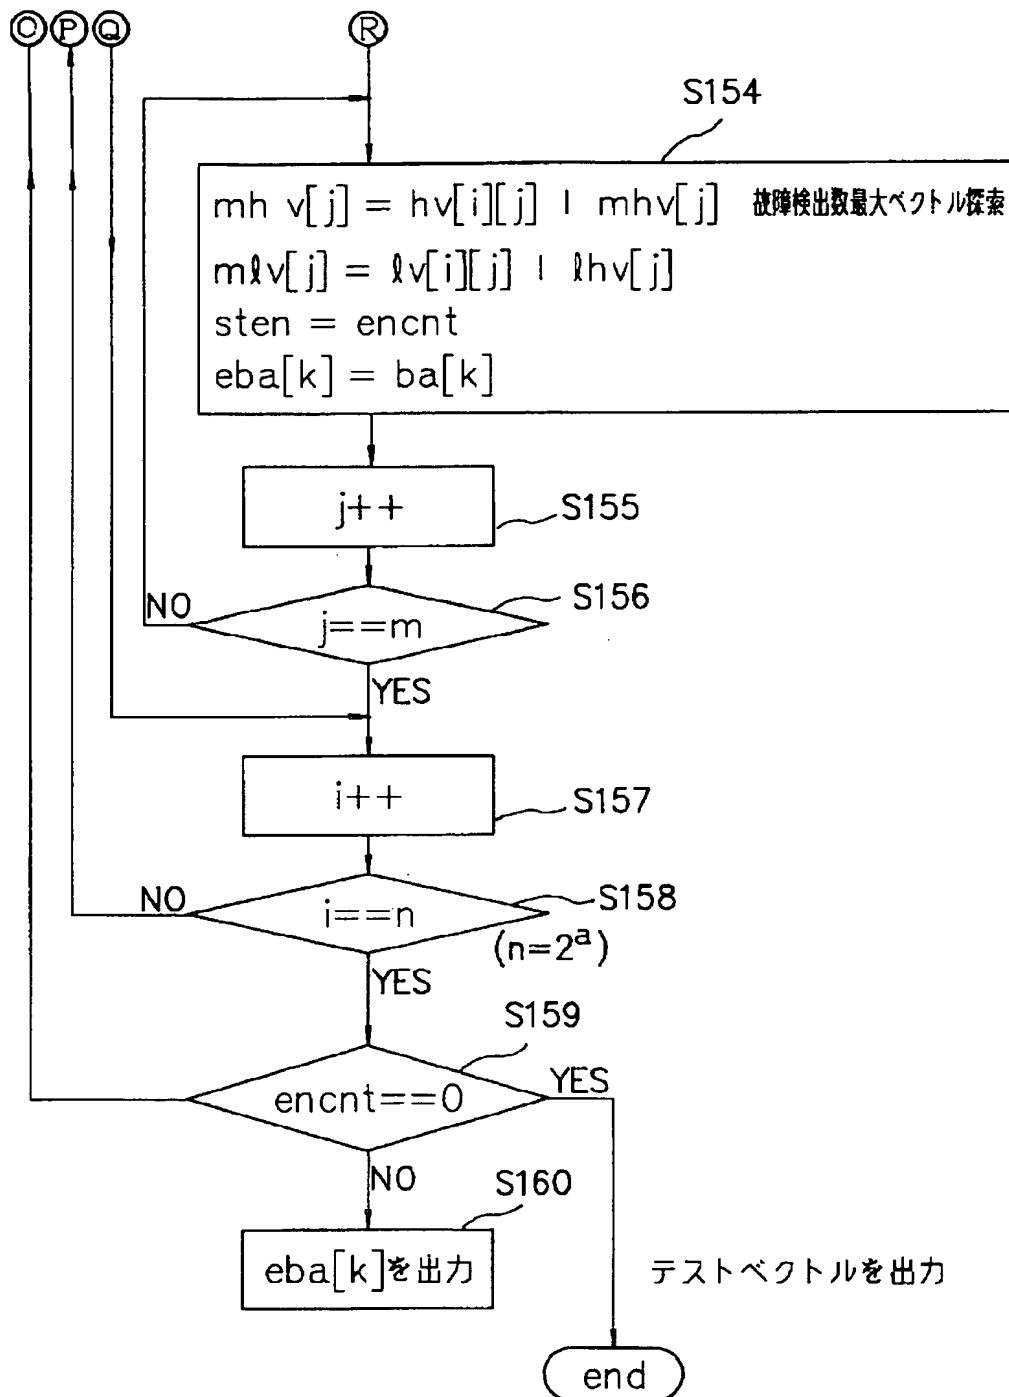 O P Q R
S154
mh v[j] = hv[i][j] | mhv[j] 故障検出数最大ベクトル探索
mℓv[j] = ℓv[i][j] | ℓhv[j]
sten = encnt
eba[k] = ba[k]
j++
S155
S156
NO
j==m
YES
i++
S157
NO
i==n
S158
(n=2ᵃ)
YES
S159
encnt==0
YES
NO
S160
eba[k]を出力
テストベクトルを出力
end